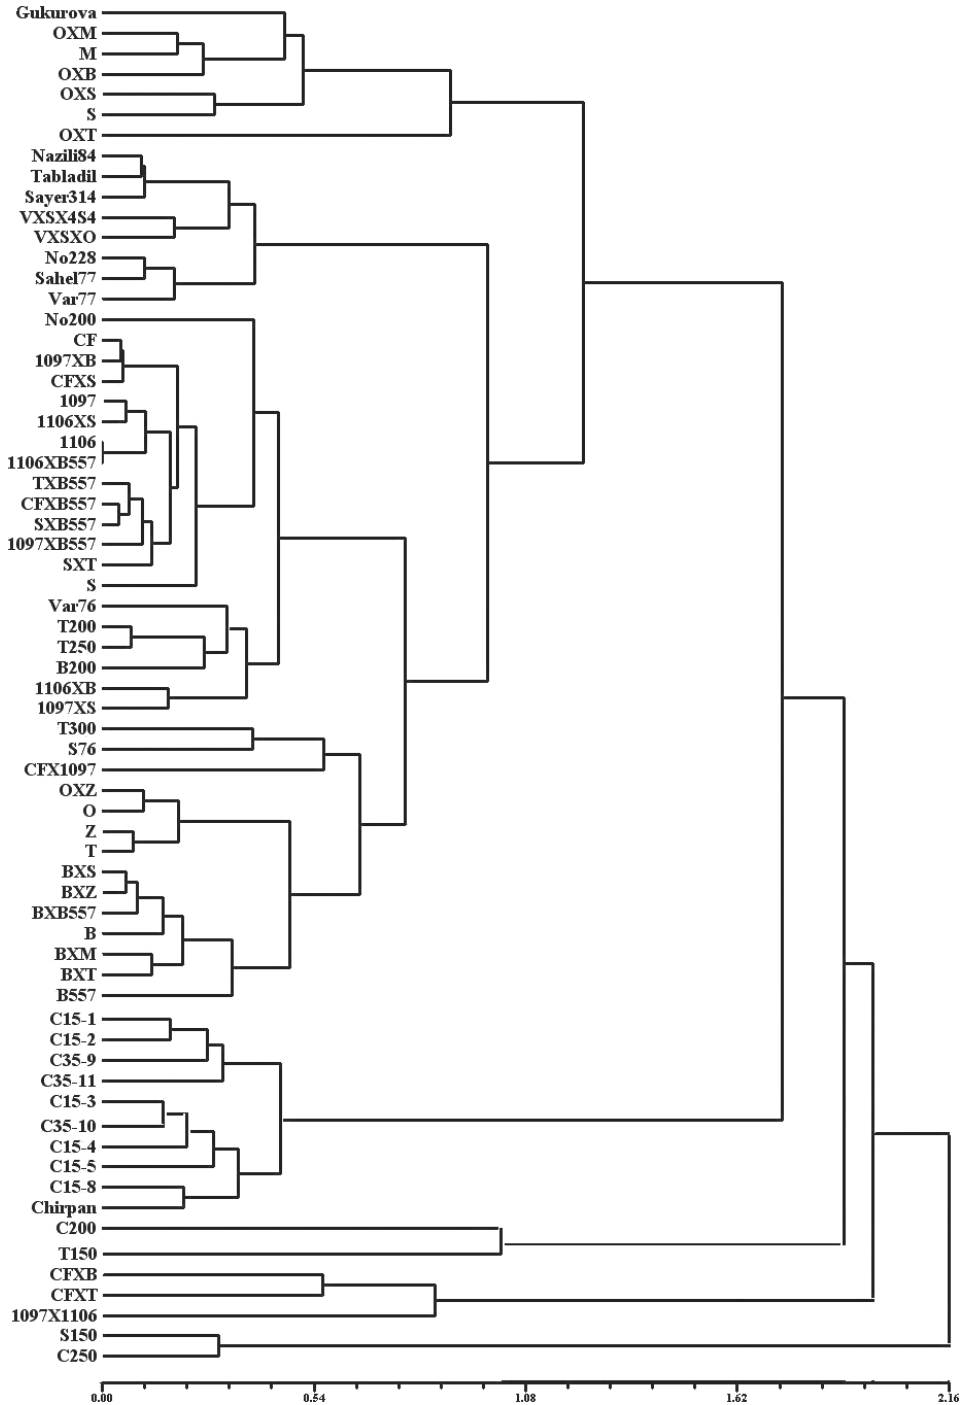 Gukurova
OXM
M
OXB
OXS
S
OXT
Nazili84
Tabladil
Sayer314
VXSX4S4
VXSXO
No228
Sahel77
Var77
No200
CF
1097XB
CFXS
1097
1106XS
1106
1106XB557
TXB557
CFXB557
SXB557
1097XB557
SXT
S
Var76
T200
T250
B200
1106XB
1097XS
T300
S76
CFX1097
OXZ
O
Z
T
BXS
BXZ
BXB557
B
BXM
BXT
B557
C15-1
C15-2
C35-9
C35-11
C15-3
C35-10
C15-4
C15-5
C15-8
Chirpan
C200
T150
CFXB
CFXT
1097X1106
S150
C250
0.00 0.54 1.08 1.62 2.16